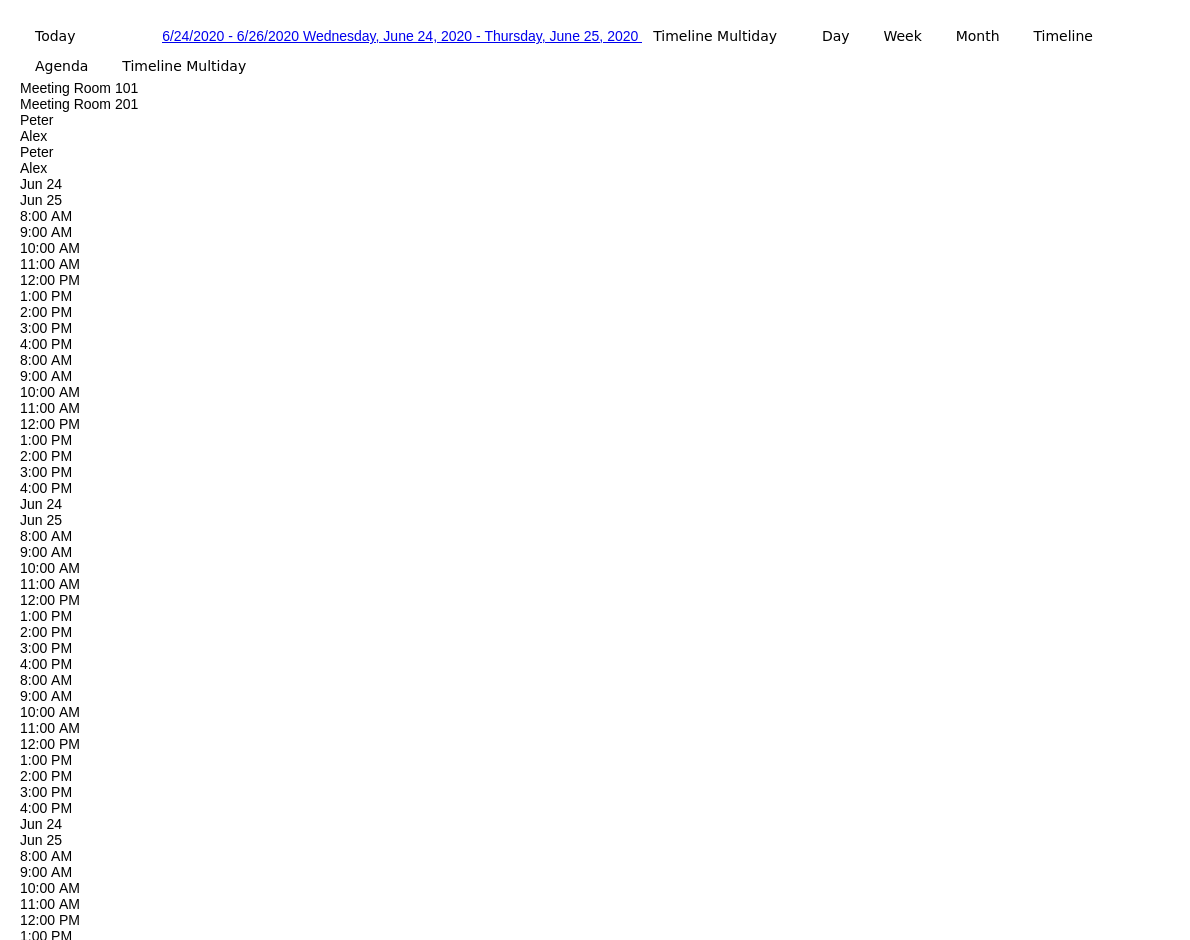 Today 6/24/2020 - 6/26/2020 Wednesday, June 24, 2020 - Thursday, June 25, 2020 Timeline Multiday Day Week Month Timeline
Agenda Timeline Multiday
Meeting Room 101
Meeting Room 201
Peter
Alex
Peter
Alex
Jun 24
Jun 25
8:00 AM
9:00 AM
10:00 AM
11:00 AM
12:00 PM
1:00 PM
2:00 PM
3:00 PM
4:00 PM
8:00 AM
9:00 AM
10:00 AM
11:00 AM
12:00 PM
1:00 PM
2:00 PM
3:00 PM
4:00 PM
Jun 24
Jun 25
8:00 AM
9:00 AM
10:00 AM
11:00 AM
12:00 PM
1:00 PM
2:00 PM
3:00 PM
4:00 PM
8:00 AM
9:00 AM
10:00 AM
11:00 AM
12:00 PM
1:00 PM
2:00 PM
3:00 PM
4:00 PM
Jun 24
Jun 25
8:00 AM
9:00 AM
10:00 AM
11:00 AM
12:00 PM
1:00 PM